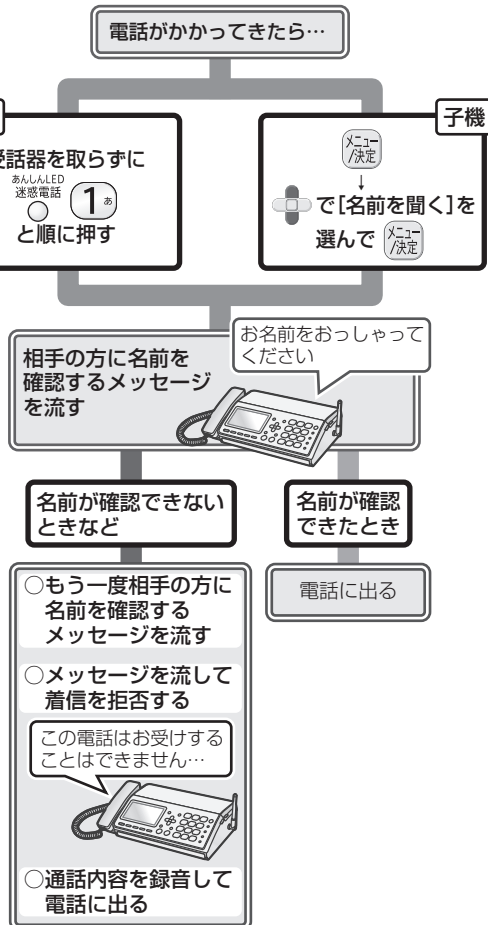 電話がかかってきたら…
受話器を取らずに
あんしんLED
迷惑電話
1あ
と順に押す
子機
メニュー
/決定
↓
で[名前を聞く]を
選んで メニュー
/決定
相手の方に名前を
確認するメッセージ
を流す
お名前をおっしゃって
ください
名前が確認できない
ときなど
名前が確認
できたとき
○もう一度相手の方に
名前を確認する
メッセージを流す
○メッセージを流して
着信を拒否する
この電話はお受けする
ことはできません…
○通話内容を録音して
電話に出る
電話に出る